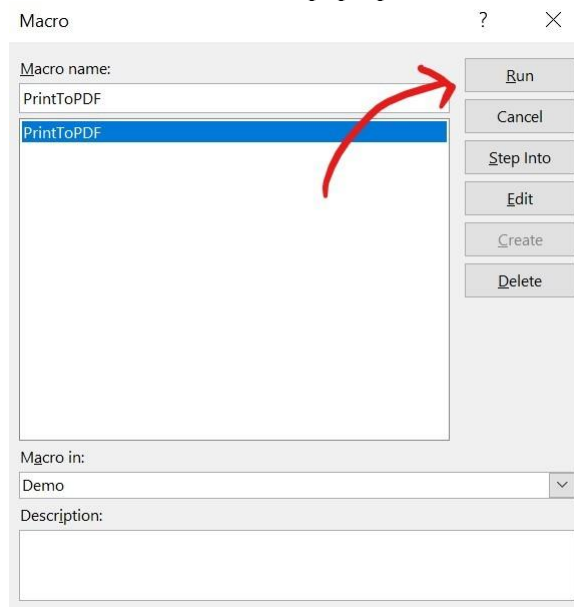 Macro ? ×
Macro name:
PrintToPDF
PrintToPDF
Run
Cancel
Step Into
Edit
Create
Delete
Macro in:
Demo
Description: